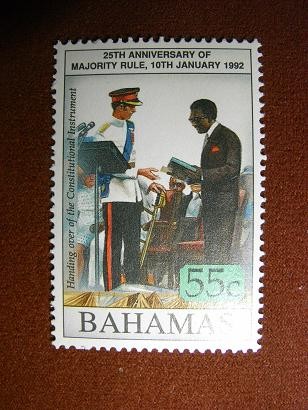 25TH ANNIVERSARY OF
MAJORITY RULE, 10TH JANUARY 1992
Handing over of the Constitutional Instrument
55c
BAHAMAS